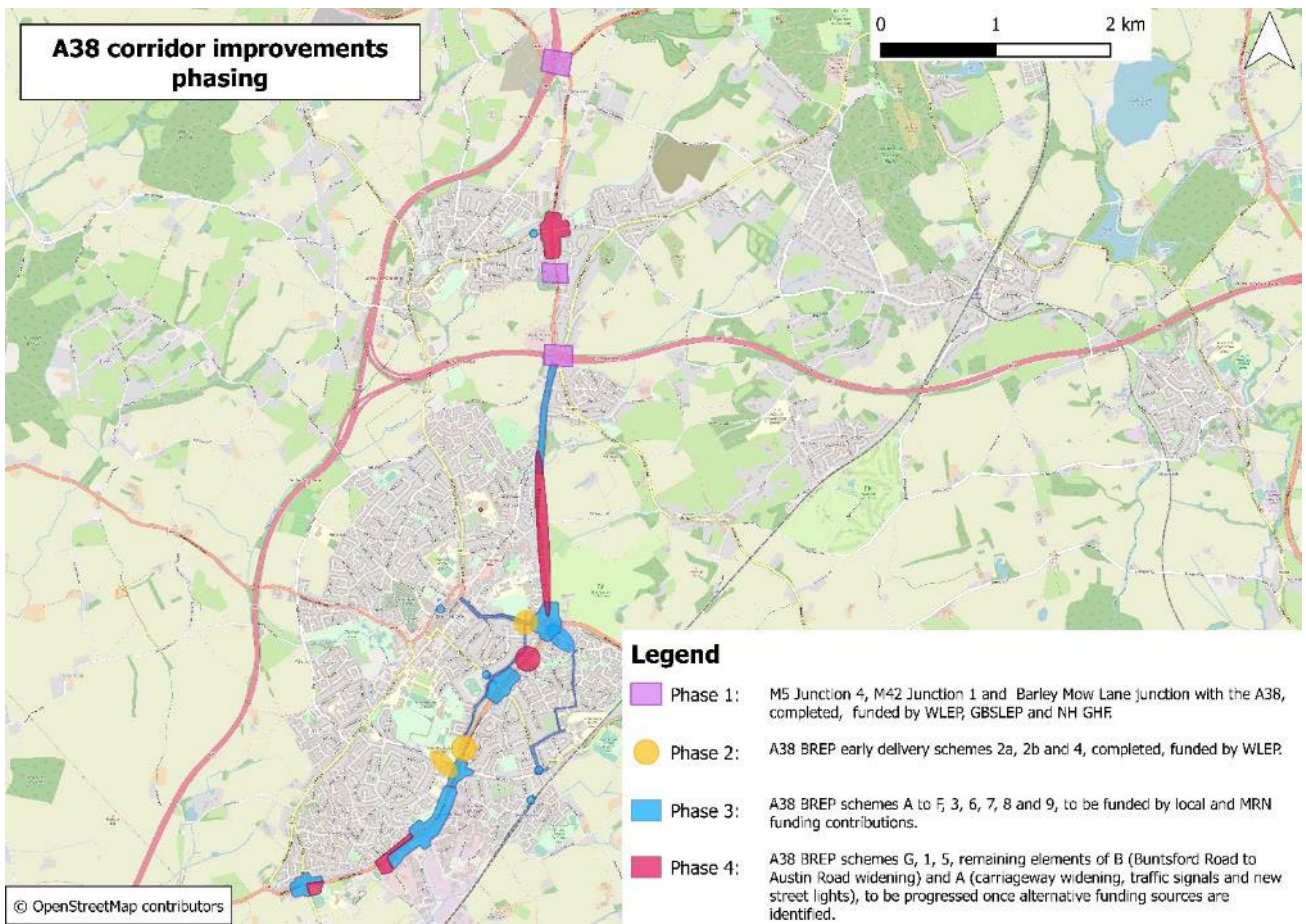 A38 corridor improvements
phasing
0 1 2 km
Legend
Phase 1: M5 Junction 4, M42 Junction 1 and Barley Mow Lane junction with the A38,
completed, funded by WLEP, GBSLEP and NH GHF.
Phase 2: A38 BREP early delivery schemes 2a, 2b and 4, completed, funded by WLEP.
Phase 3: A38 BREP schemes A to F, 3, 6, 7, 8 and 9, to be funded by local and MRN
funding contributions.
Phase 4: A38 BREP schemes G, 1, 5, remaining elements of B (Buntsford Road to
Austin Road widening) and A (carriageway widening, traffic signals and new
street lights), to be progressed once alternative funding sources are
identified.
© OpenStreetMap contributors